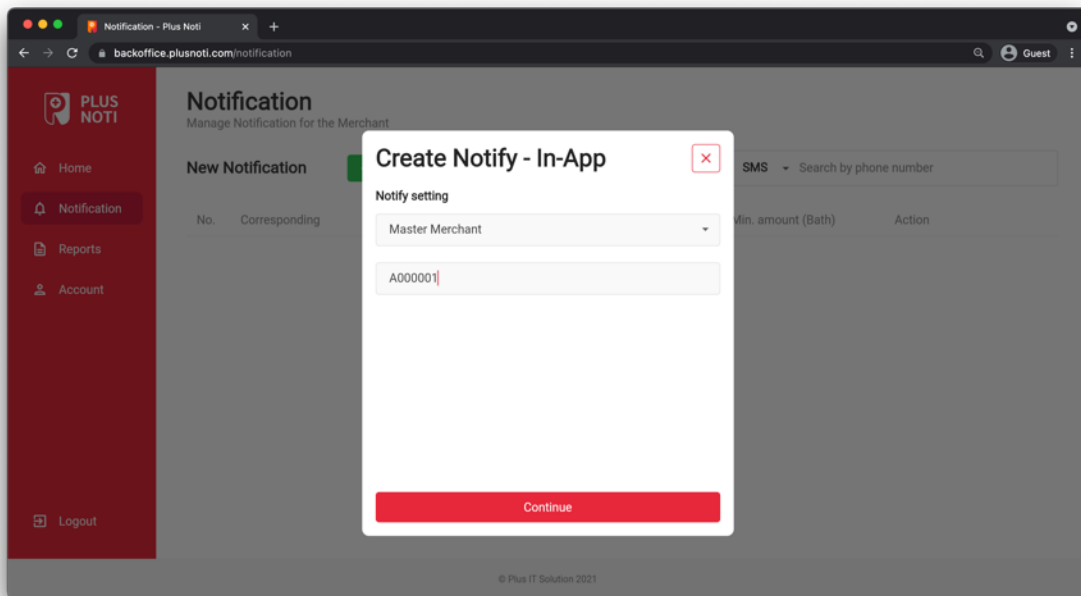 Notification - Plus Noti
backoffice.plusnoti.com/notification
Guest
PLUS
NOTI
Home
Notification
Reports
Account
Logout
Notification
Manage Notification for the Merchant
New Notification
SMS
Search by phone number
No.
Corresponding
Min. amount (Bath)
Action
Create Notify - In-App
Notify setting
Master Merchant
A000001
Continue
© Plus IT Solution 2021